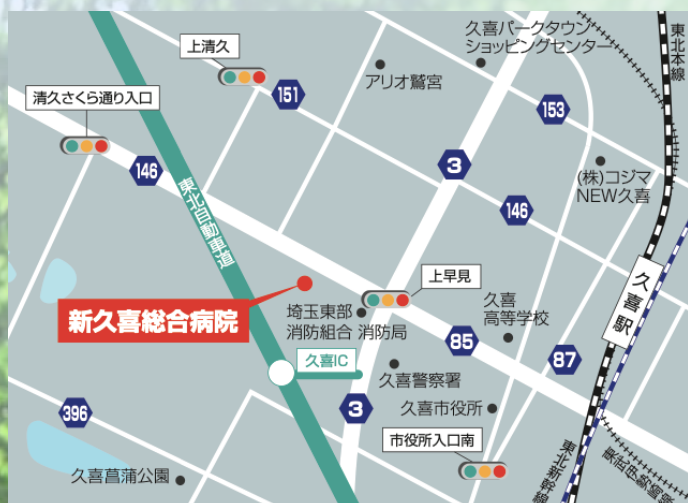 久喜パークタウン
ショッピングセンター
東北本線
上清久
アリオ鷲宮
151
153
清久さくら通り入口
146
3
(株)コジマ
NEW久喜
146
東北自動車道
久喜駅
新久喜総合病院
上早見
埼玉東部
消防組合 消防局
久喜
高等学校
85
87
久喜IC
久喜警察署
3
久喜市役所
396
市役所入口南
久喜菖蒲公園
東北新幹線
東武伊勢崎線